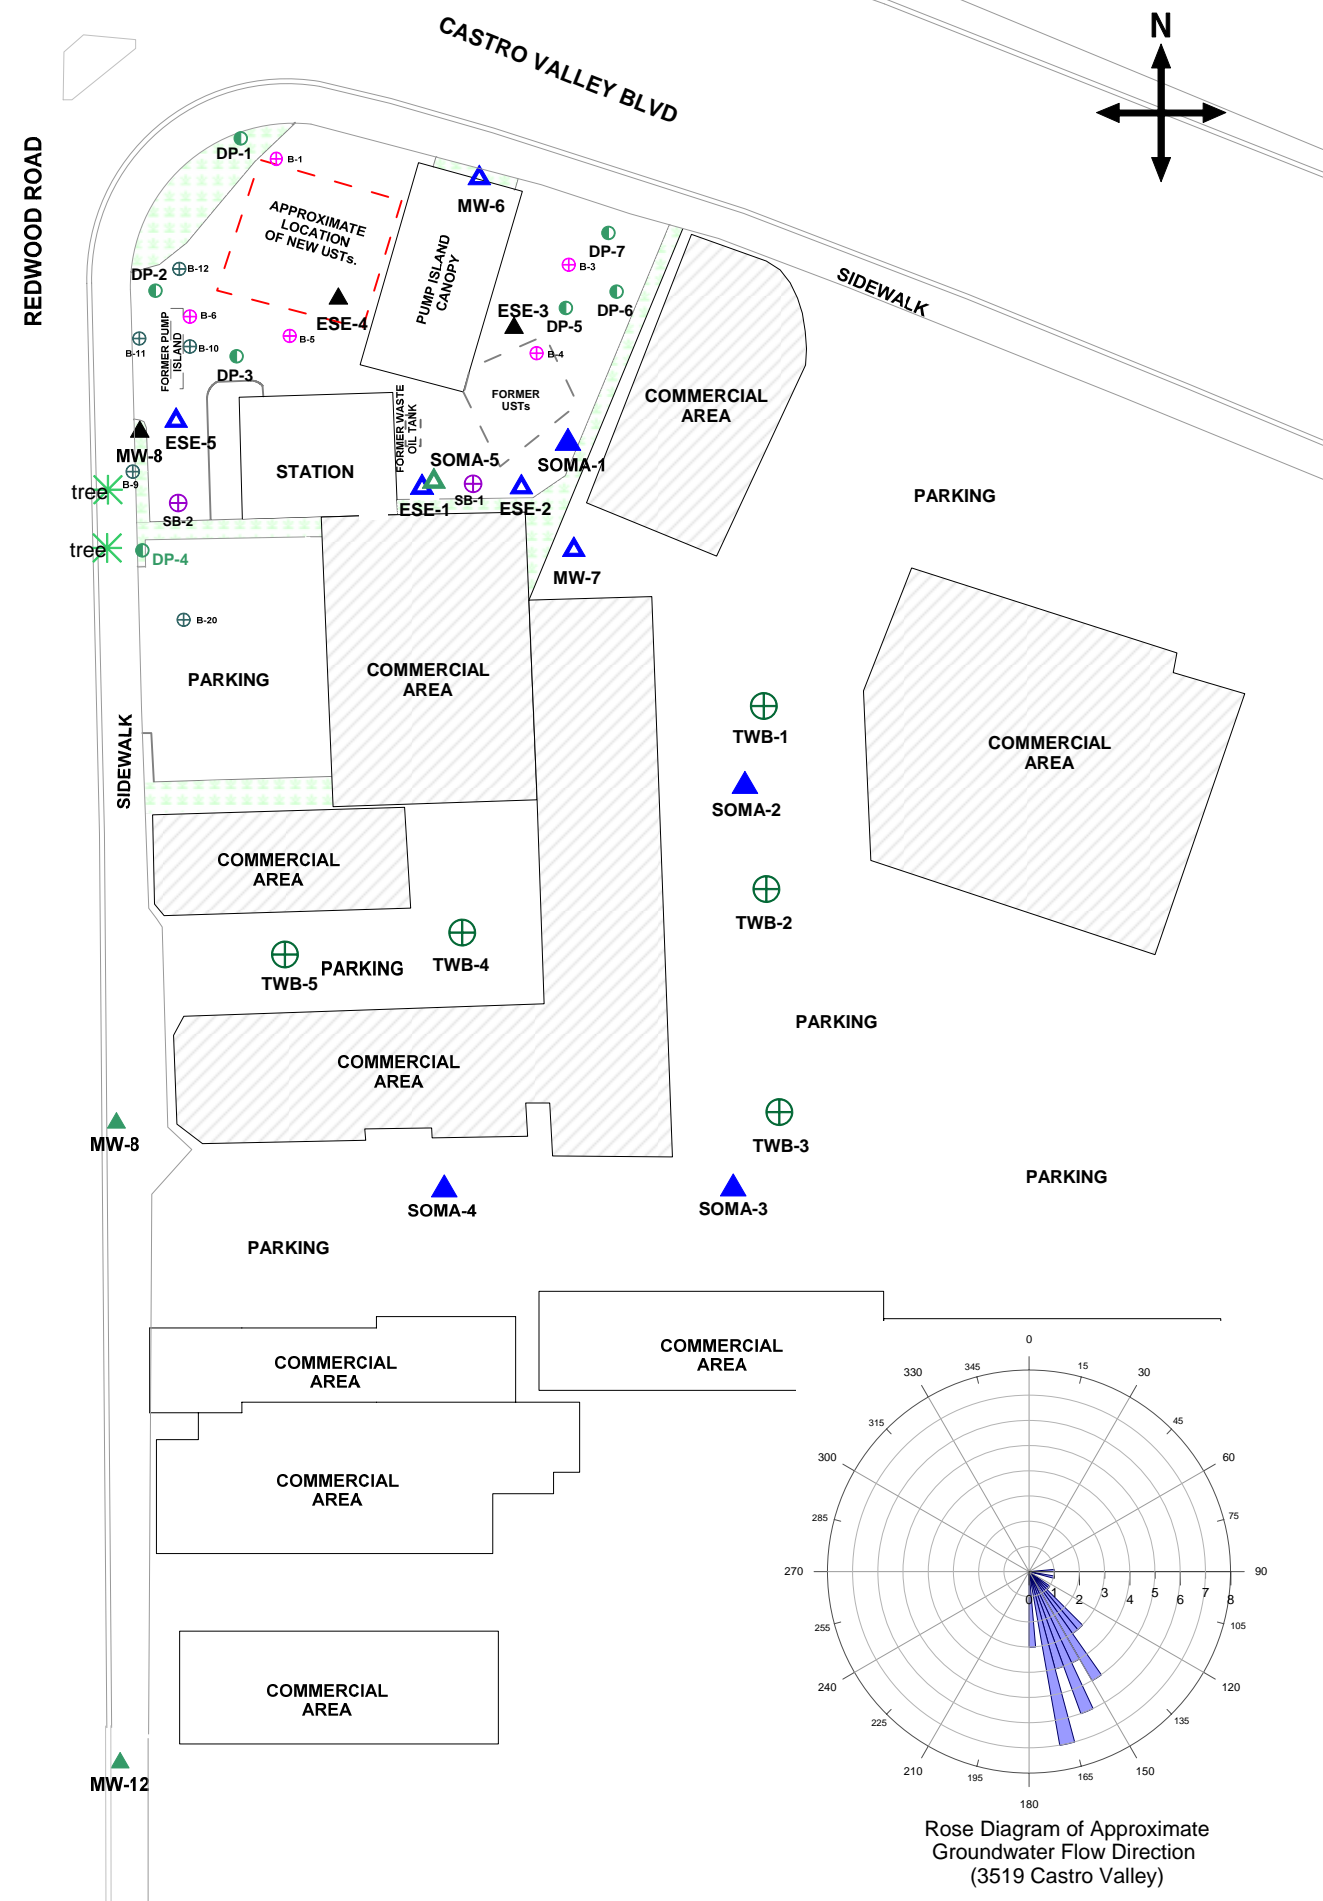 CASTRO VALLEY BLVD
N
REDWOOD ROAD
DP-1
B-1
APPROXIMATE
LOCATION
OF NEW USTs.
MW-6
PUMP ISLAND
CANOPY
DP-7
B-3
DP-2
B-12
SIDEWALK
DP-6
ESE-3
DP-5
ESE-4
B-6
B-5
B-11
FORMER PUMP
ISLAND
B-10
DP-3
B-4
FORMER
USTs
COMMERCIAL
AREA
FORMER WASTE
OIL TANK
ESE-5
MW-8
SOMA-5
SOMA-1
STATION
B-9
tree
SB-1
ESE-1
ESE-2
SB-2
PARKING
tree
DP-4
MW-7
B-20
PARKING
COMMERCIAL
AREA
SIDEWALK
TWB-1
COMMERCIAL
AREA
SOMA-2
COMMERCIAL
AREA
TWB-2
TWB-4
PARKING
TWB-5
PARKING
COMMERCIAL
AREA
MW-8
TWB-3
PARKING
SOMA-4
SOMA-3
PARKING
COMMERCIAL
AREA
COMMERCIAL
AREA
COMMERCIAL
AREA
COMMERCIAL
AREA
MW-12
0
15
30
45
60
75
90
105
120
135
150
165
180
195
210
225
240
255
270
285
300
315
330
345
0 1 2 3 4 5 6 7 8
Rose Diagram of Approximate
Groundwater Flow Direction
(3519 Castro Valley)